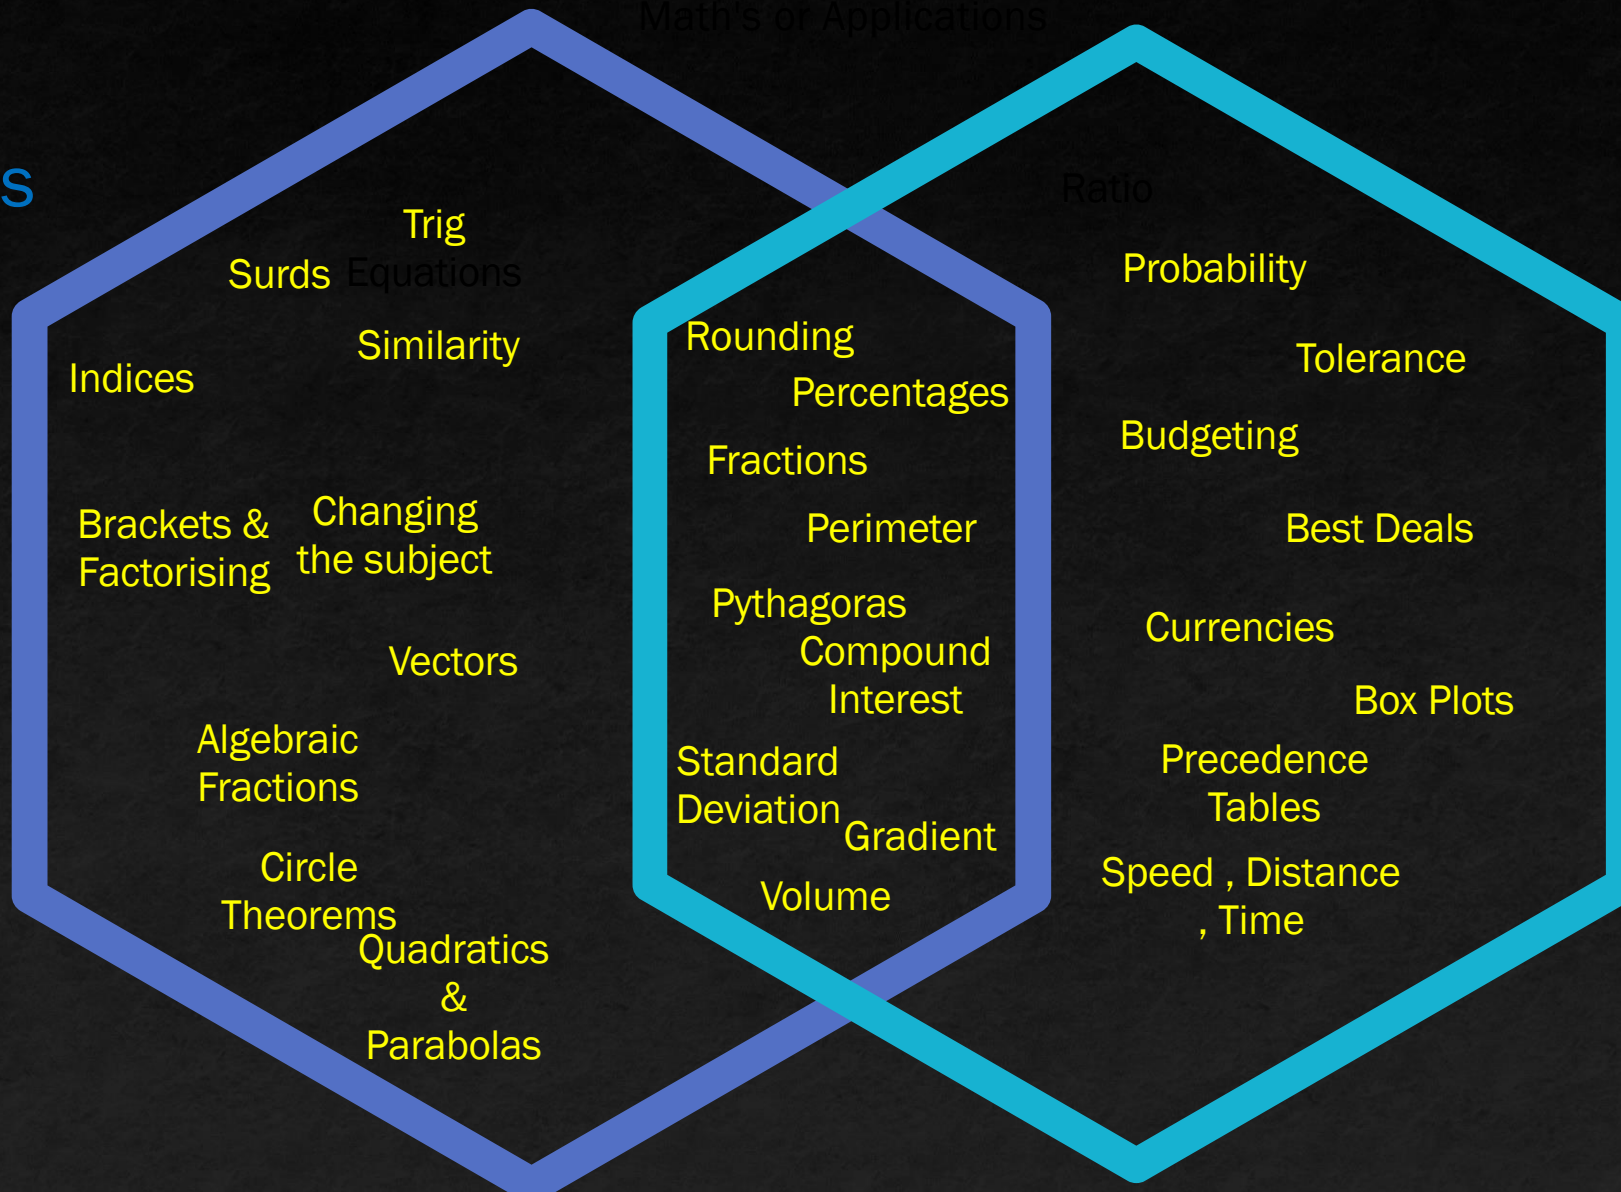 Math's or Applications
s
Trig
Surds
Equations
Similarity
Indices
Brackets &
Factorising
Changing
the subject
Vectors
Algebraic
Fractions
Circle
Theorems
Quadratics
&
Parabolas
Rounding
Percentages
Fractions
Perimeter
Pythagoras
Compound
Interest
Standard
Deviation
Gradient
Volume
Ratio
Probability
Tolerance
Budgeting
Best Deals
Currencies
Box Plots
Precedence
Tables
Speed , Distance
, Time